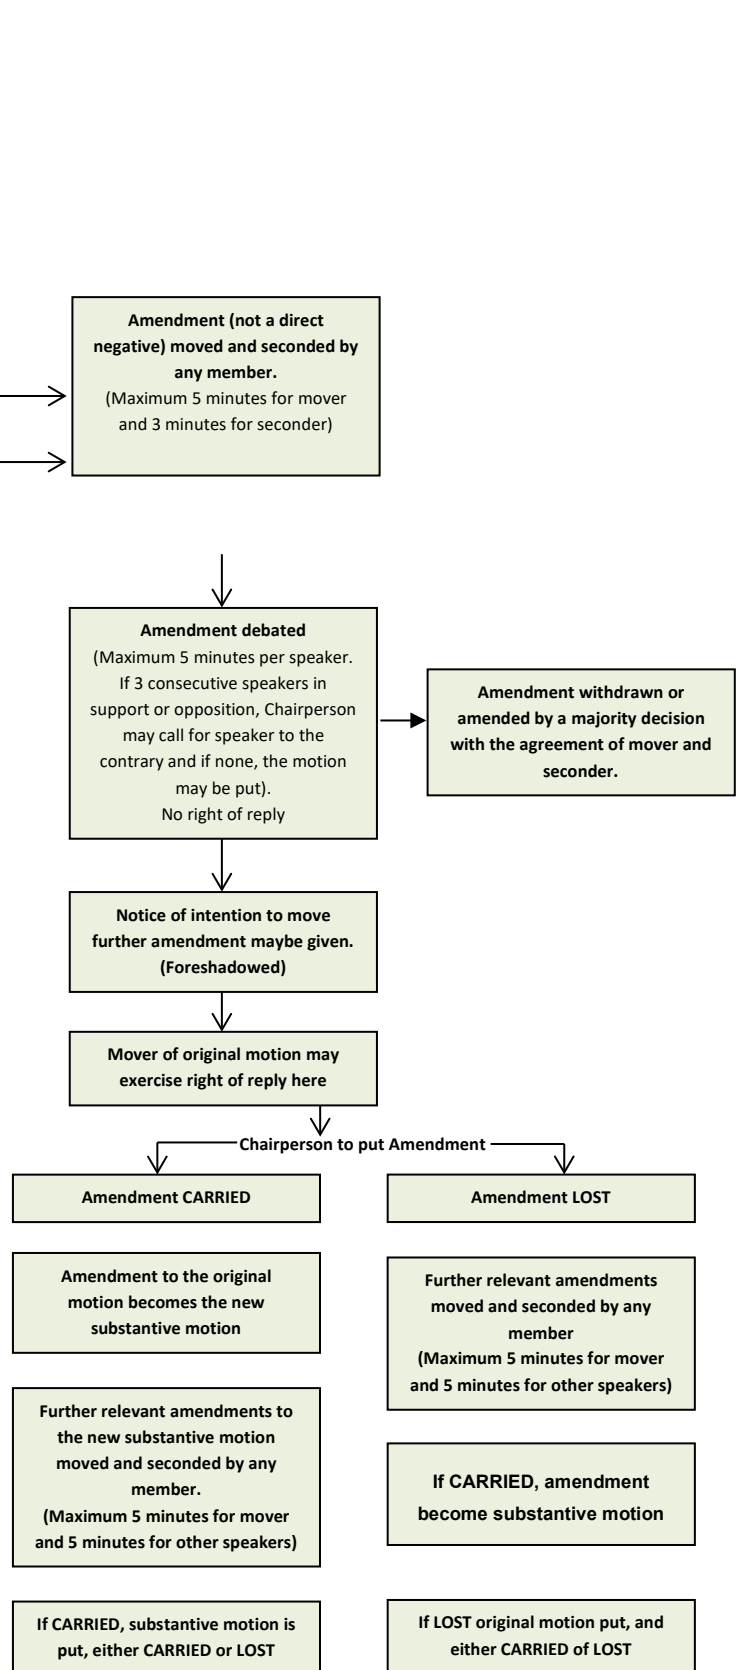 Amendment (not a direct
negative) moved and seconded by
any member.
(Maximum 5 minutes for mover
and 3 minutes for seconder)
Amendment debated
(Maximum 5 minutes per speaker.
If 3 consecutive speakers in
support or opposition, Chairperson
may call for speaker to the
contrary and if none, the motion
may be put).
No right of reply
Amendment withdrawn or
amended by a majority decision
with the agreement of mover and
seconder.
Notice of intention to move
further amendment maybe given.
(Foreshadowed)
Mover of original motion may
exercise right of reply here
Chairperson to put Amendment
Amendment CARRIED
Amendment LOST
Amendment to the original
motion becomes the new
substantive motion
Further relevant amendments
moved and seconded by any
member
(Maximum 5 minutes for mover
and 5 minutes for other speakers)
Further relevant amendments to
the new substantive motion
moved and seconded by any
member.
(Maximum 5 minutes for mover
and 5 minutes for other speakers)
If CARRIED, amendment
become substantive motion
If CARRIED, substantive motion is
put, either CARRIED or LOST
If LOST original motion put, and
either CARRIED of LOST